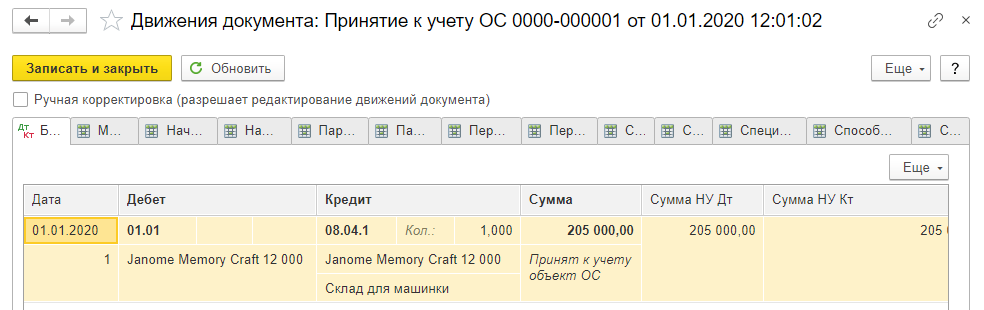 Движения документа: Принятие к учету ОС 0000-000001 от 01.01.2020 12:01:02
Записать и закрыть Обновить Еще ?
Ручная корректировка (разрешает редактирование движений документа)
Дт Кт Б... М... Нач... На... Пар... Па... Пер... Пер... С... С... Специ... Способ... С...
Еще
Дата Дебет Кредит Сумма Сумма НУ Дт Сумма НУ Кт
01.01.2020 01.01 08.04.1 Кол.: 1,000 205 000,00 205 000,00 205
1 Janome Memory Craft 12 000 Janome Memory Craft 12 000 Принят к учету
объект ОС
Склад для машинки